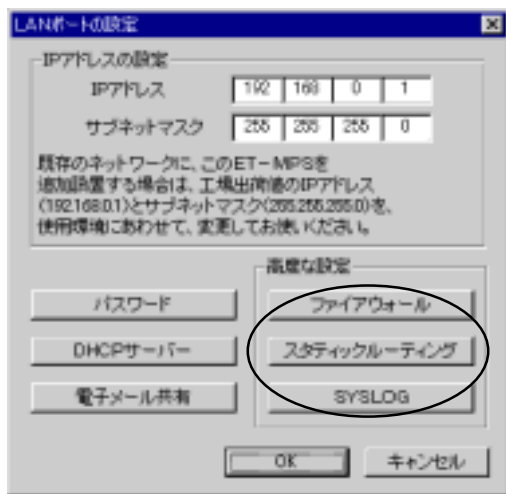 LANポートの設定
IPアドレスの設定
IPアドレス 192 168 0 1
サブネットマスク 255 255 255 0
既存のネットワークに、このET-MPSを
追加設置する場合は、工場出荷値のIPアドレス
(192.168.0.1)とサブネットマスク(255.255.255.0)を、
使用環境にあわせて、変更してお使いください。
高度な設定
パスワード ファイアウォール
DHCPサーバー スタティックルーティング
電子メール共有 SYSLOG
OK キャンセル